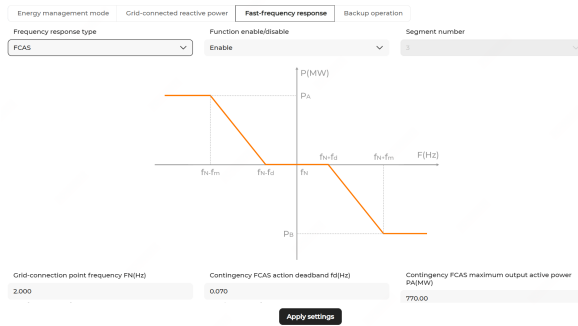 Energy management mode Grid-connected reactive power Fast-frequency response Backup operation
Frequency response type Function enable/disable Segment number
FCAS Enable 3
P(MW)
PA
fN-fd fN+fm F(Hz)
fN-fm fN-fd fN
PB
Grid-connection point frequency FN(Hz) Contingency FCAS action deadband fd(Hz) Contingency FCAS maximum output active power PA(MW)
2.000 0.070 770.00
Apply settings